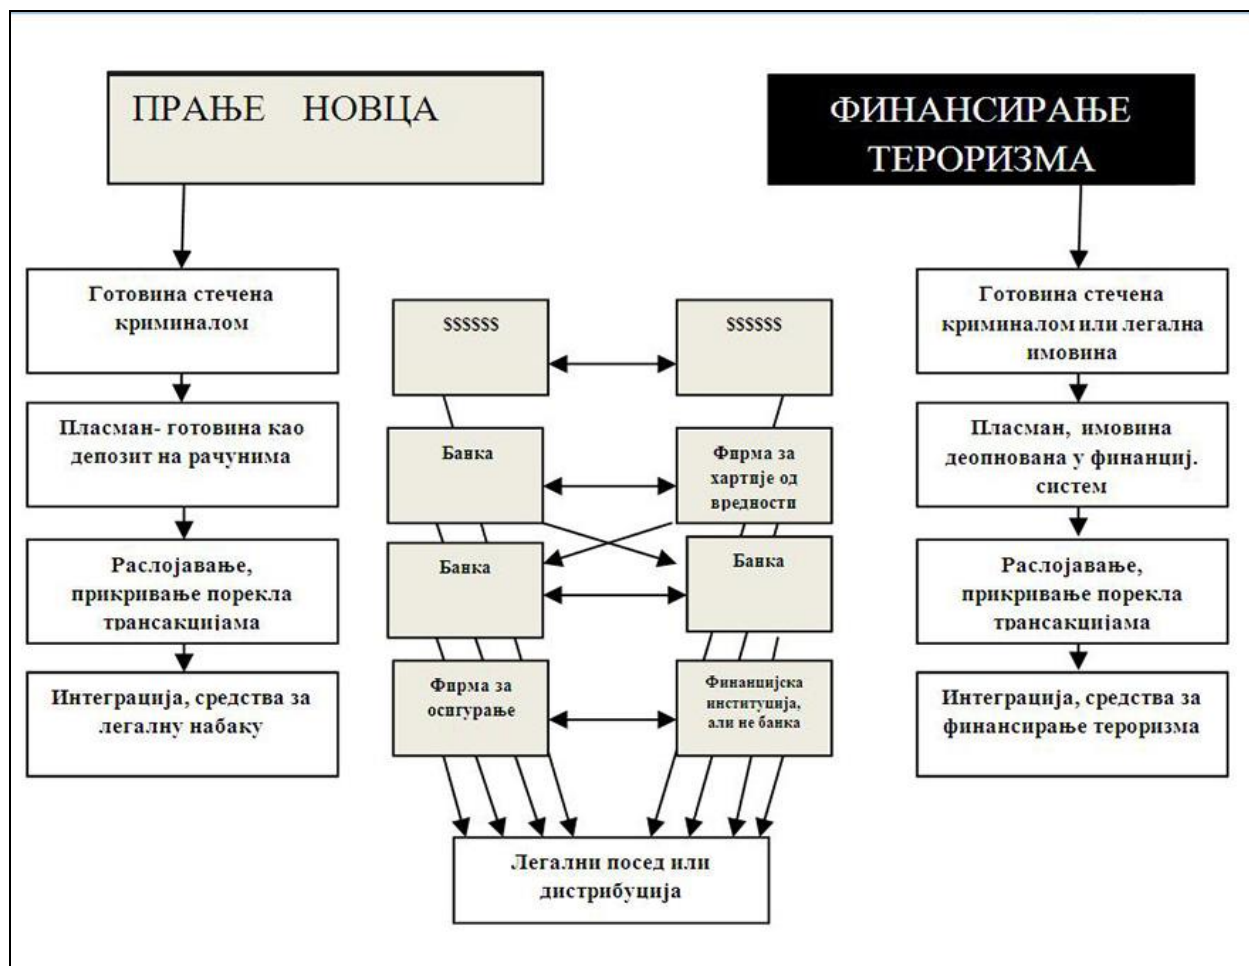 ПРАЊЕ НОВЦА
ФИНАНСИРАЊЕ
ТЕРОРИЗМА
Готовина стечена
криминалом
Пласман- готовина као
депозит на рачунима
Раслојавање,
прикривање порекла
трансакцијама
Интеграција, средства за
легалну набаку
$$$$$$
$$$$$$
Банка
Фирма за
хартије од
вредности
Банка
Банка
Фирма за
осигурање
Финанцијска
институција,
али не банка
Легални посед или
дистрибуција
Готовина стечена
криминалом или легална
имовина
Пласман, имовина
деопнована у финанциј.
систем
Раслојавање,
прикривање порекла
трансакцијама
Интеграција, средства за
финансирање тероризма